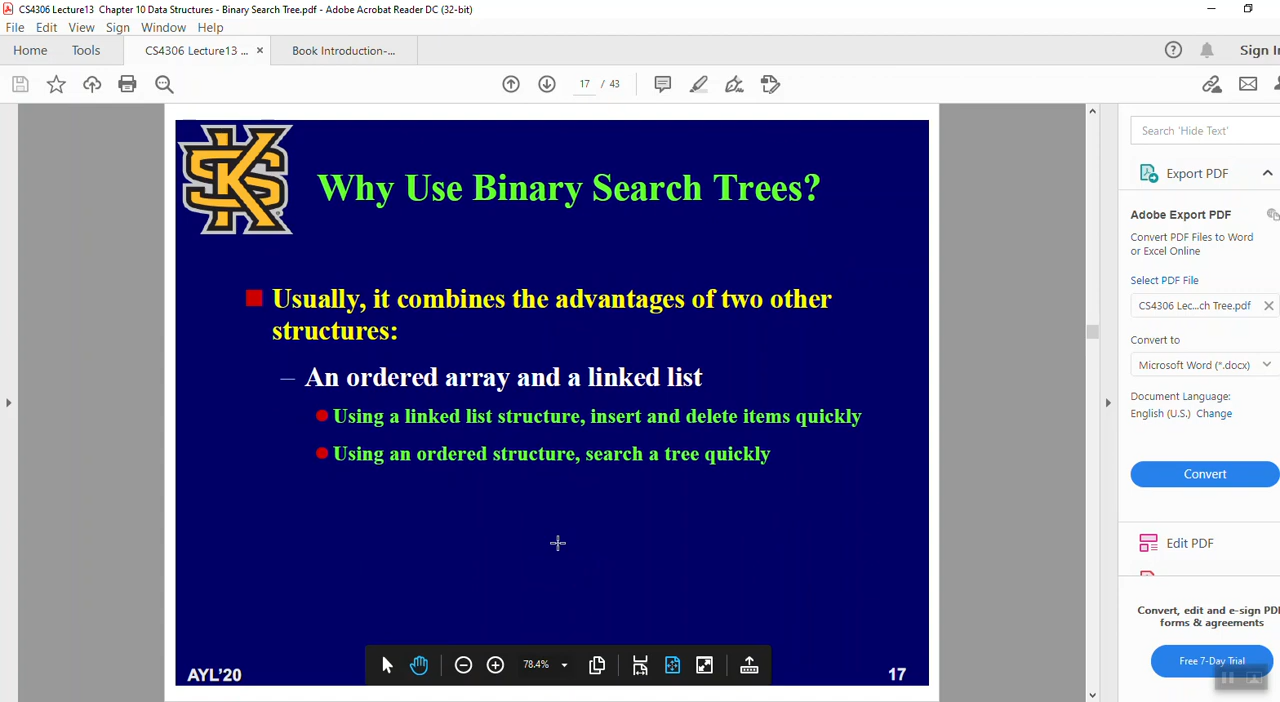 CS4306 Lecture13  Chapter 10 Data Structures - Binary Search Tree.pdf - Adobe Acrobat Reader DC (32-bit)
File Edit View Sign Window Help
Home Tools CS4306 Lecture13 ... × Book Introduction-... Sign In
17 / 43
KS
Why Use Binary Search Trees?
Usually, it combines the advantages of two other
structures:
– An ordered array and a linked list
Using a linked list structure, insert and delete items quickly
Using an ordered structure, search a tree quickly
AYL'20
78.4%
17
Search 'Hide Text'
Export PDF
Adobe Export PDF
Convert PDF Files to Word
or Excel Online
Select PDF File
CS4306 Lec...ch Tree.pdf ×
Convert to
Microsoft Word (*.docx)
Document Language:
English (U.S.) Change
Convert
Edit PDF
Convert, edit and e-sign PDF
forms & agreements
Free 7-Day Trial